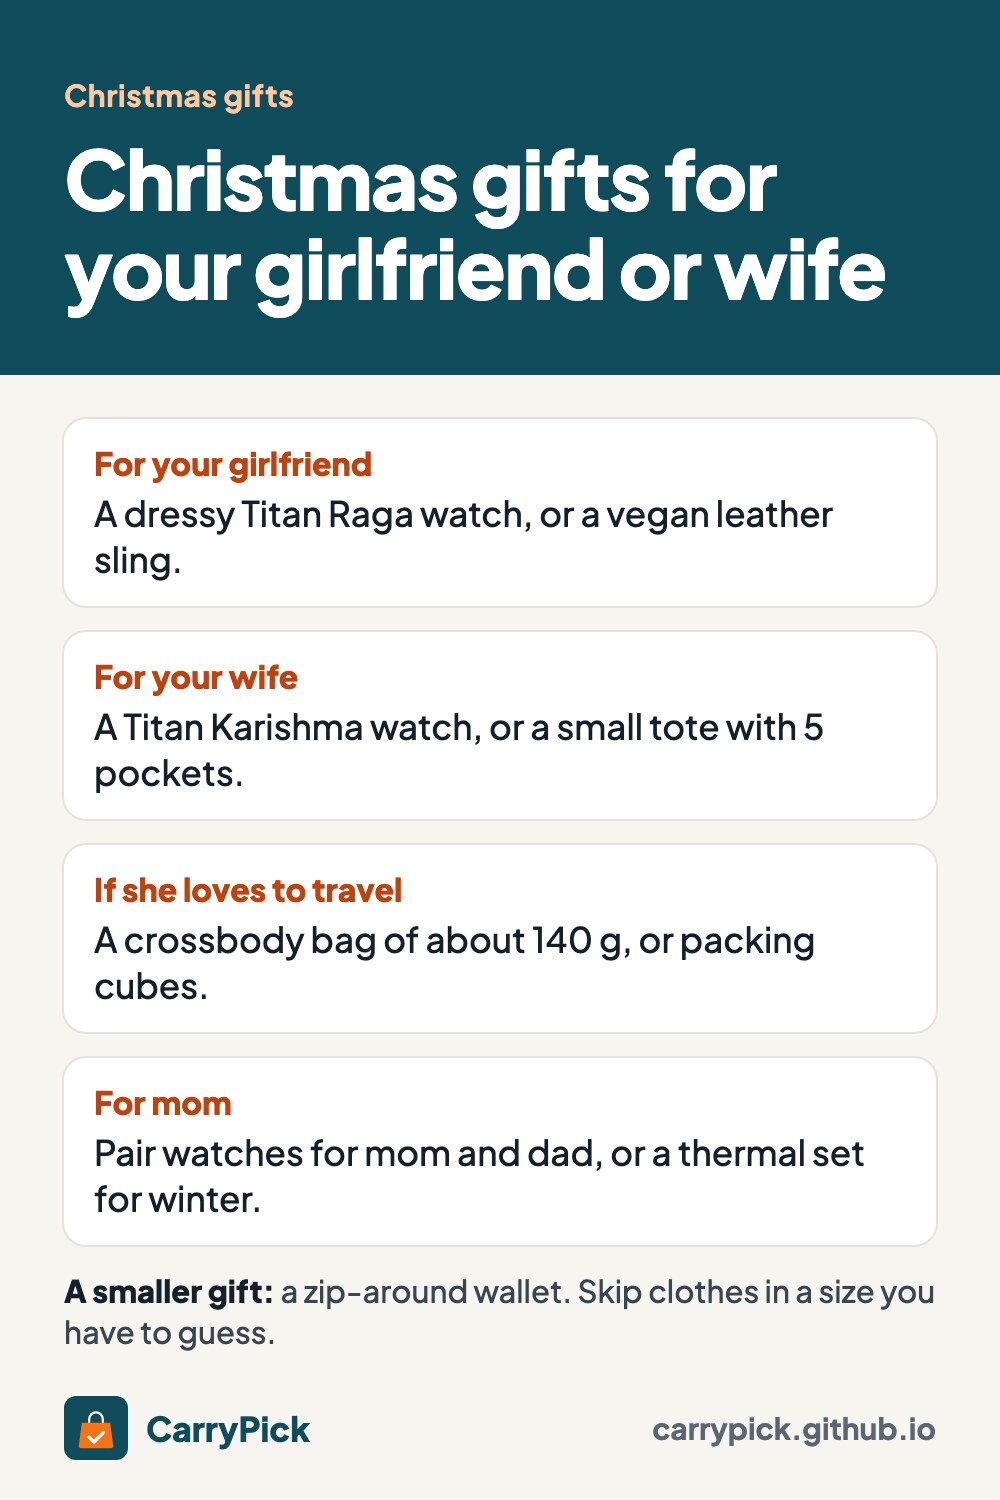 Christmas gifts
Christmas gifts for
your girlfriend or wife
For your girlfriend
A dressy Titan Raga watch, or a vegan leather
sling.
For your wife
A Titan Karishma watch, or a small tote with 5
pockets.
If she loves to travel
A crossbody bag of about 140 g, or packing
cubes.
For mom
Pair watches for mom and dad, or a thermal set
for winter.
A smaller gift: a zip-around wallet. Skip clothes in a size you
have to guess.
CarryPick
carrypick.github.io